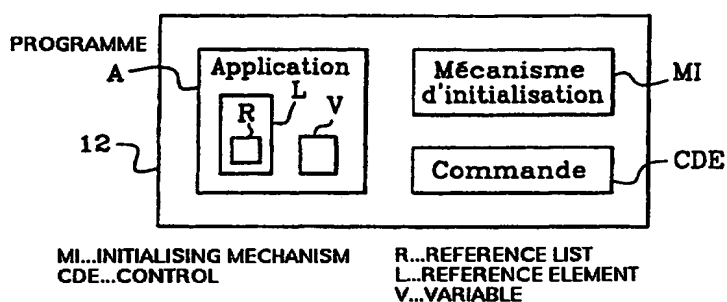 PROGRAMME
A
Application
R
L
V
Mécanisme
d'initialisation
MI
12
Commande
CDE
MI...INITIALISING MECHANISM
CDE...CONTROL
R...REFERENCE LIST
L...REFERENCE ELEMENT
V...VARIABLE